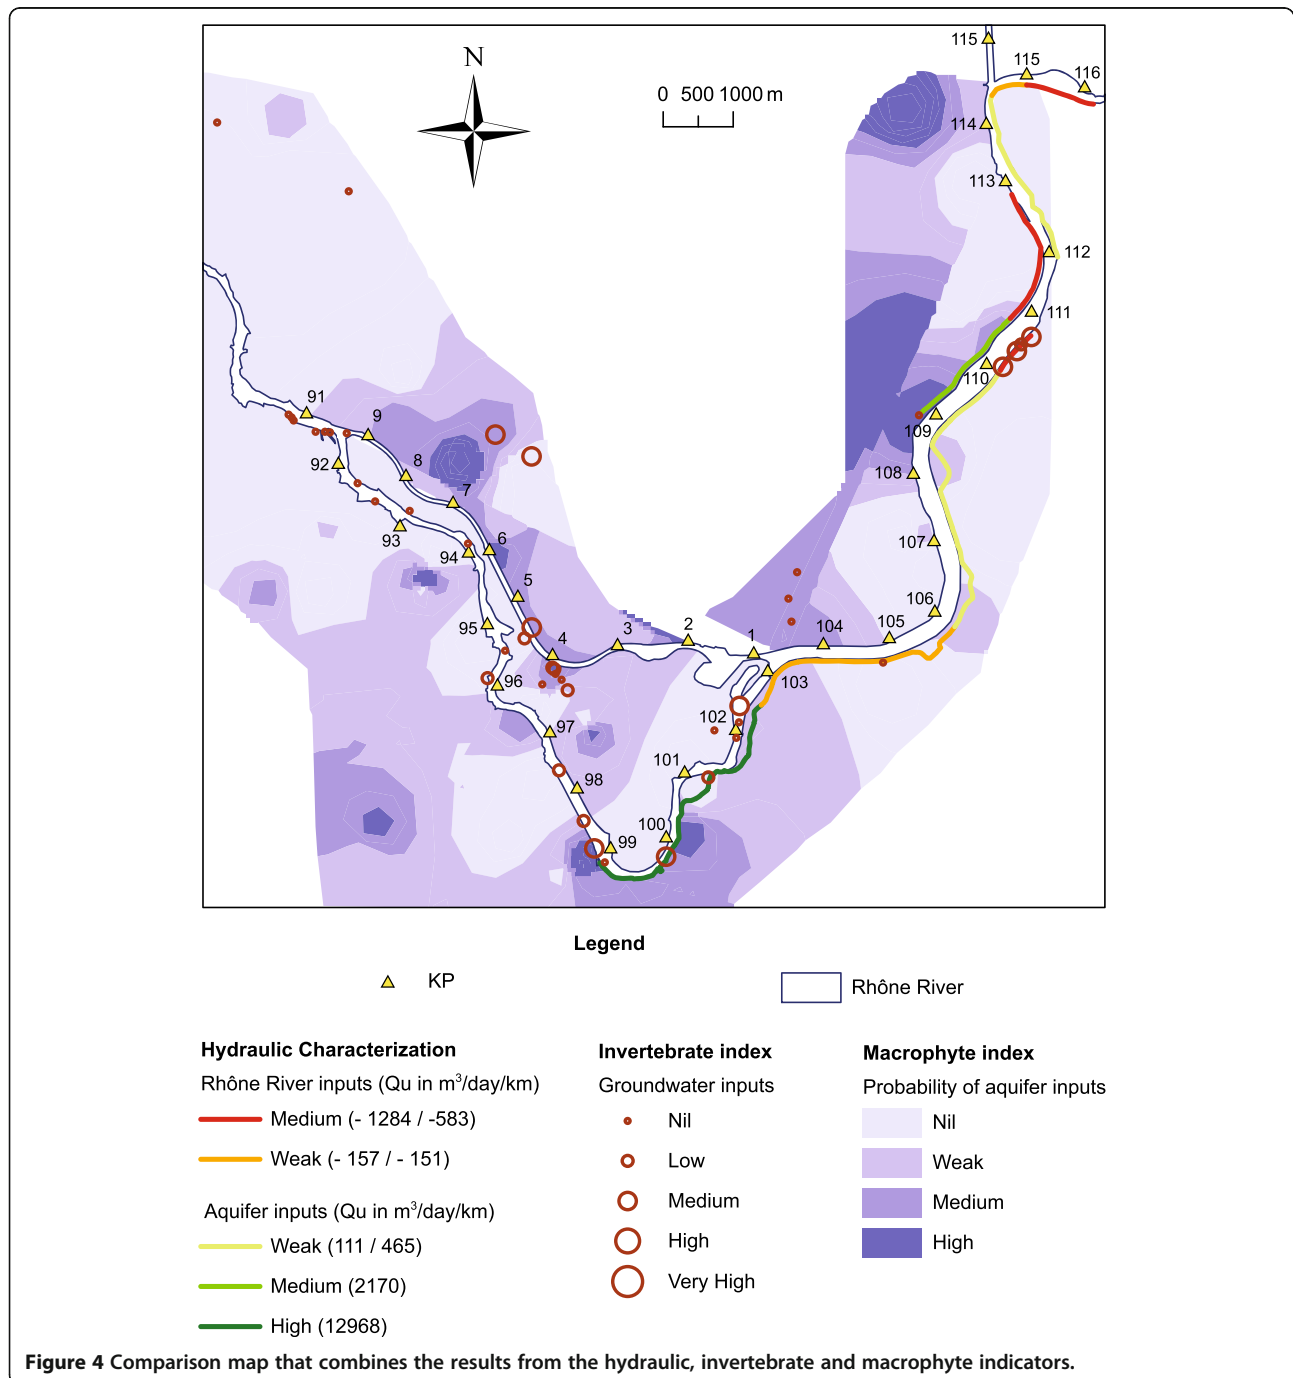 N
0 500 1000 m
115
115
116
114
113
112
111
110
109
108
107
106
105
104
103
1
2
3
4
5
6
7
8
9
91
92
93
94
95
96
97
98
99
100
101
102
Legend
KP
Rhône River
Hydraulic Characterization
Rhône River inputs (Qu in m³/day/km)
Medium (- 1284 / -583)
Weak (- 157 / - 151)
Aquifer inputs (Qu in m³/day/km)
Weak (111 / 465)
Medium (2170)
High (12968)
Invertebrate index
Groundwater inputs
Nil
Low
Medium
High
Very High
Macrophyte index
Probability of aquifer inputs
Nil
Weak
Medium
High
Figure 4 Comparison map that combines the results from the hydraulic, invertebrate and macrophyte indicators.